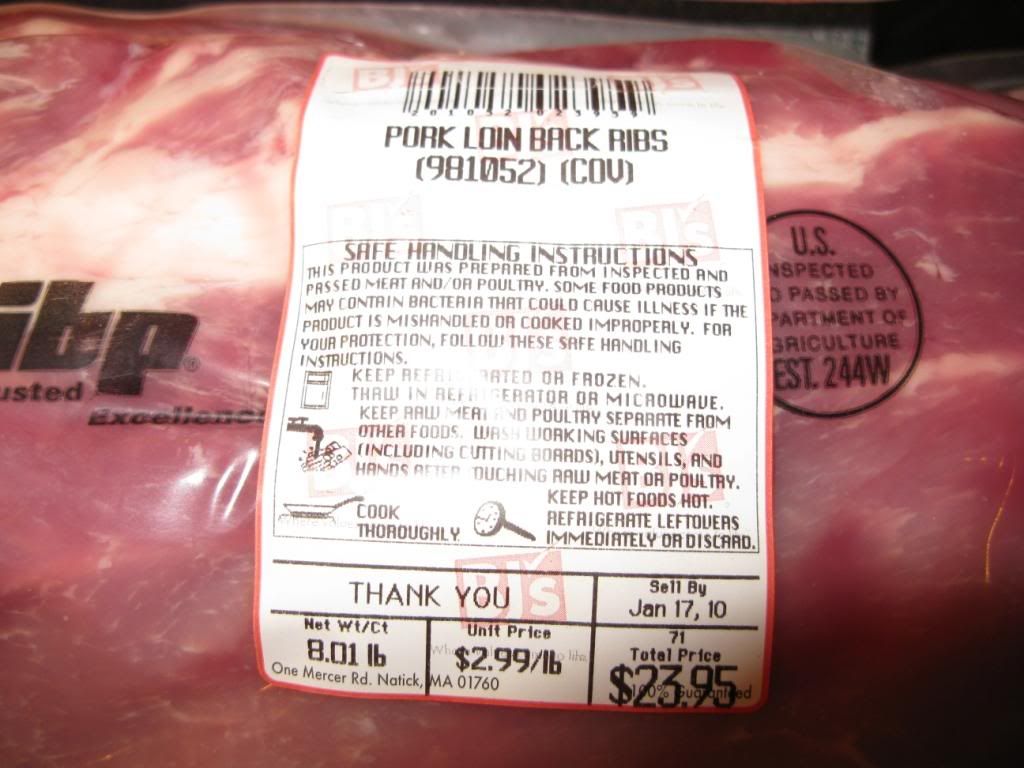 BJ's BJ's
PORK LOIN BACK RIBS
(981052) (COV)
BJ's BJ's
SAFE HANDLING INSTRUCTIONS
THIS PRODUCT WAS PREPARED FROM INSPECTED AND
PASSED MEAT AND/OR POULTRY. SOME FOOD PRODUCTS
MAY CONTAIN BACTERIA THAT COULD CAUSE ILLNESS IF THE
PRODUCT IS MISHANDLED OR COOKED IMPROPERLY. FOR
YOUR PROTECTION, FOLLOW THESE SAFE HANDLING
INSTRUCTIONS.
KEEP REFRIGERATED OR FROZEN.
THAW IN REFRIGERATOR OR MICROWAVE.
KEEP RAW MEAT AND POULTRY SEPARATE FROM
OTHER FOODS. WASH WORKING SURFACES
(INCLUDING CUTTING BOARDS), UTENSILS, AND
HANDS AFTER TOUCHING RAW MEAT OR POULTRY.
COOK
THOROUGHLY
KEEP HOT FOODS HOT.
REFRIGERATE LEFTOVERS
IMMEDIATELY OR DISCARD.
THANK YOU
BJ's
Sell By
Jan 17, 10
Net Wt/Ct
8.01 lb
Unit Price
$2.99/lb
71
Total Price
$23.95
100% Guaranteed
One Mercer Rd. Natick, MA 01760
ibp®
usted
Excellence
U.S.
NSPECTED
D PASSED BY
PARTMENT OF
GRICULTURE
EST. 244W